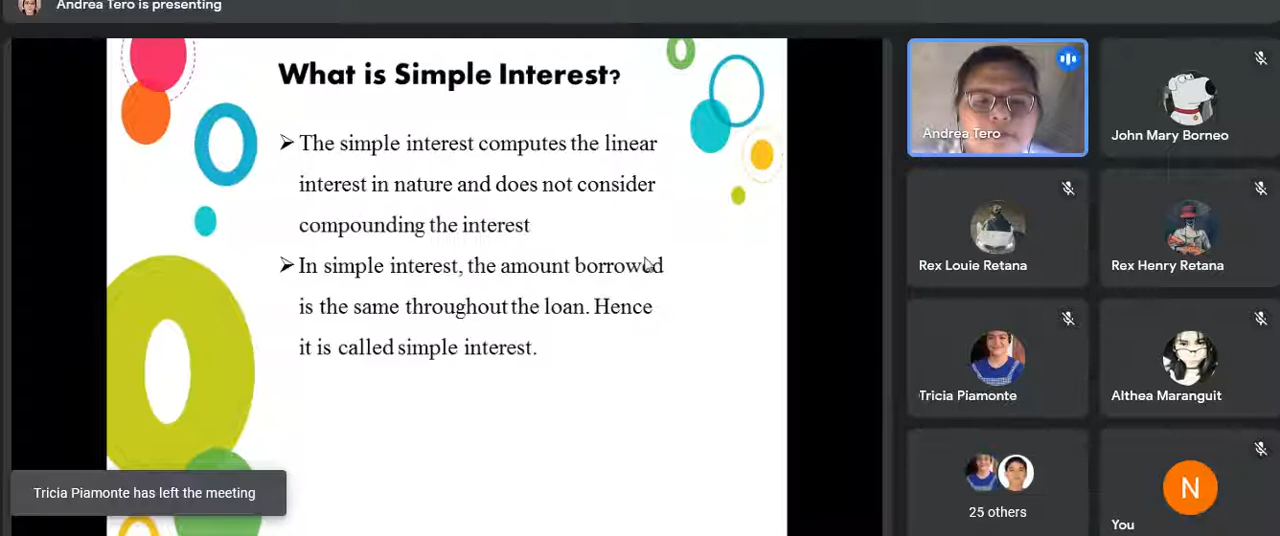 Andrea Tero is presenting
What is Simple Interest?
➢ The simple interest computes the linear
interest in nature and does not consider
compounding the interest
➢ In simple interest, the amount borrowed
is the same throughout the loan. Hence
it is called simple interest.
Tricia Piamonte has left the meeting
Andrea Tero
John Mary Borneo
Rex Louie Retana
Rex Henry Retana
Tricia Piamonte
Althea Maranguit
25 others
N
You